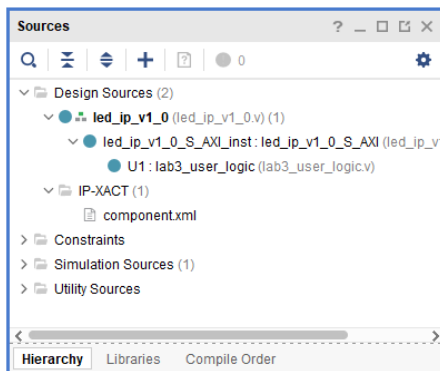 Sources
0
Design Sources (2)
led_ip_v1_0 (led_ip_v1_0.v) (1)
led_ip_v1_0_S_AXI_inst : led_ip_v1_0_S_AXI (led_ip_v1
U1 : lab3_user_logic (lab3_user_logic.v)
IP-XACT (1)
component.xml
Constraints
Simulation Sources (1)
Utility Sources
Hierarchy Libraries Compile Order